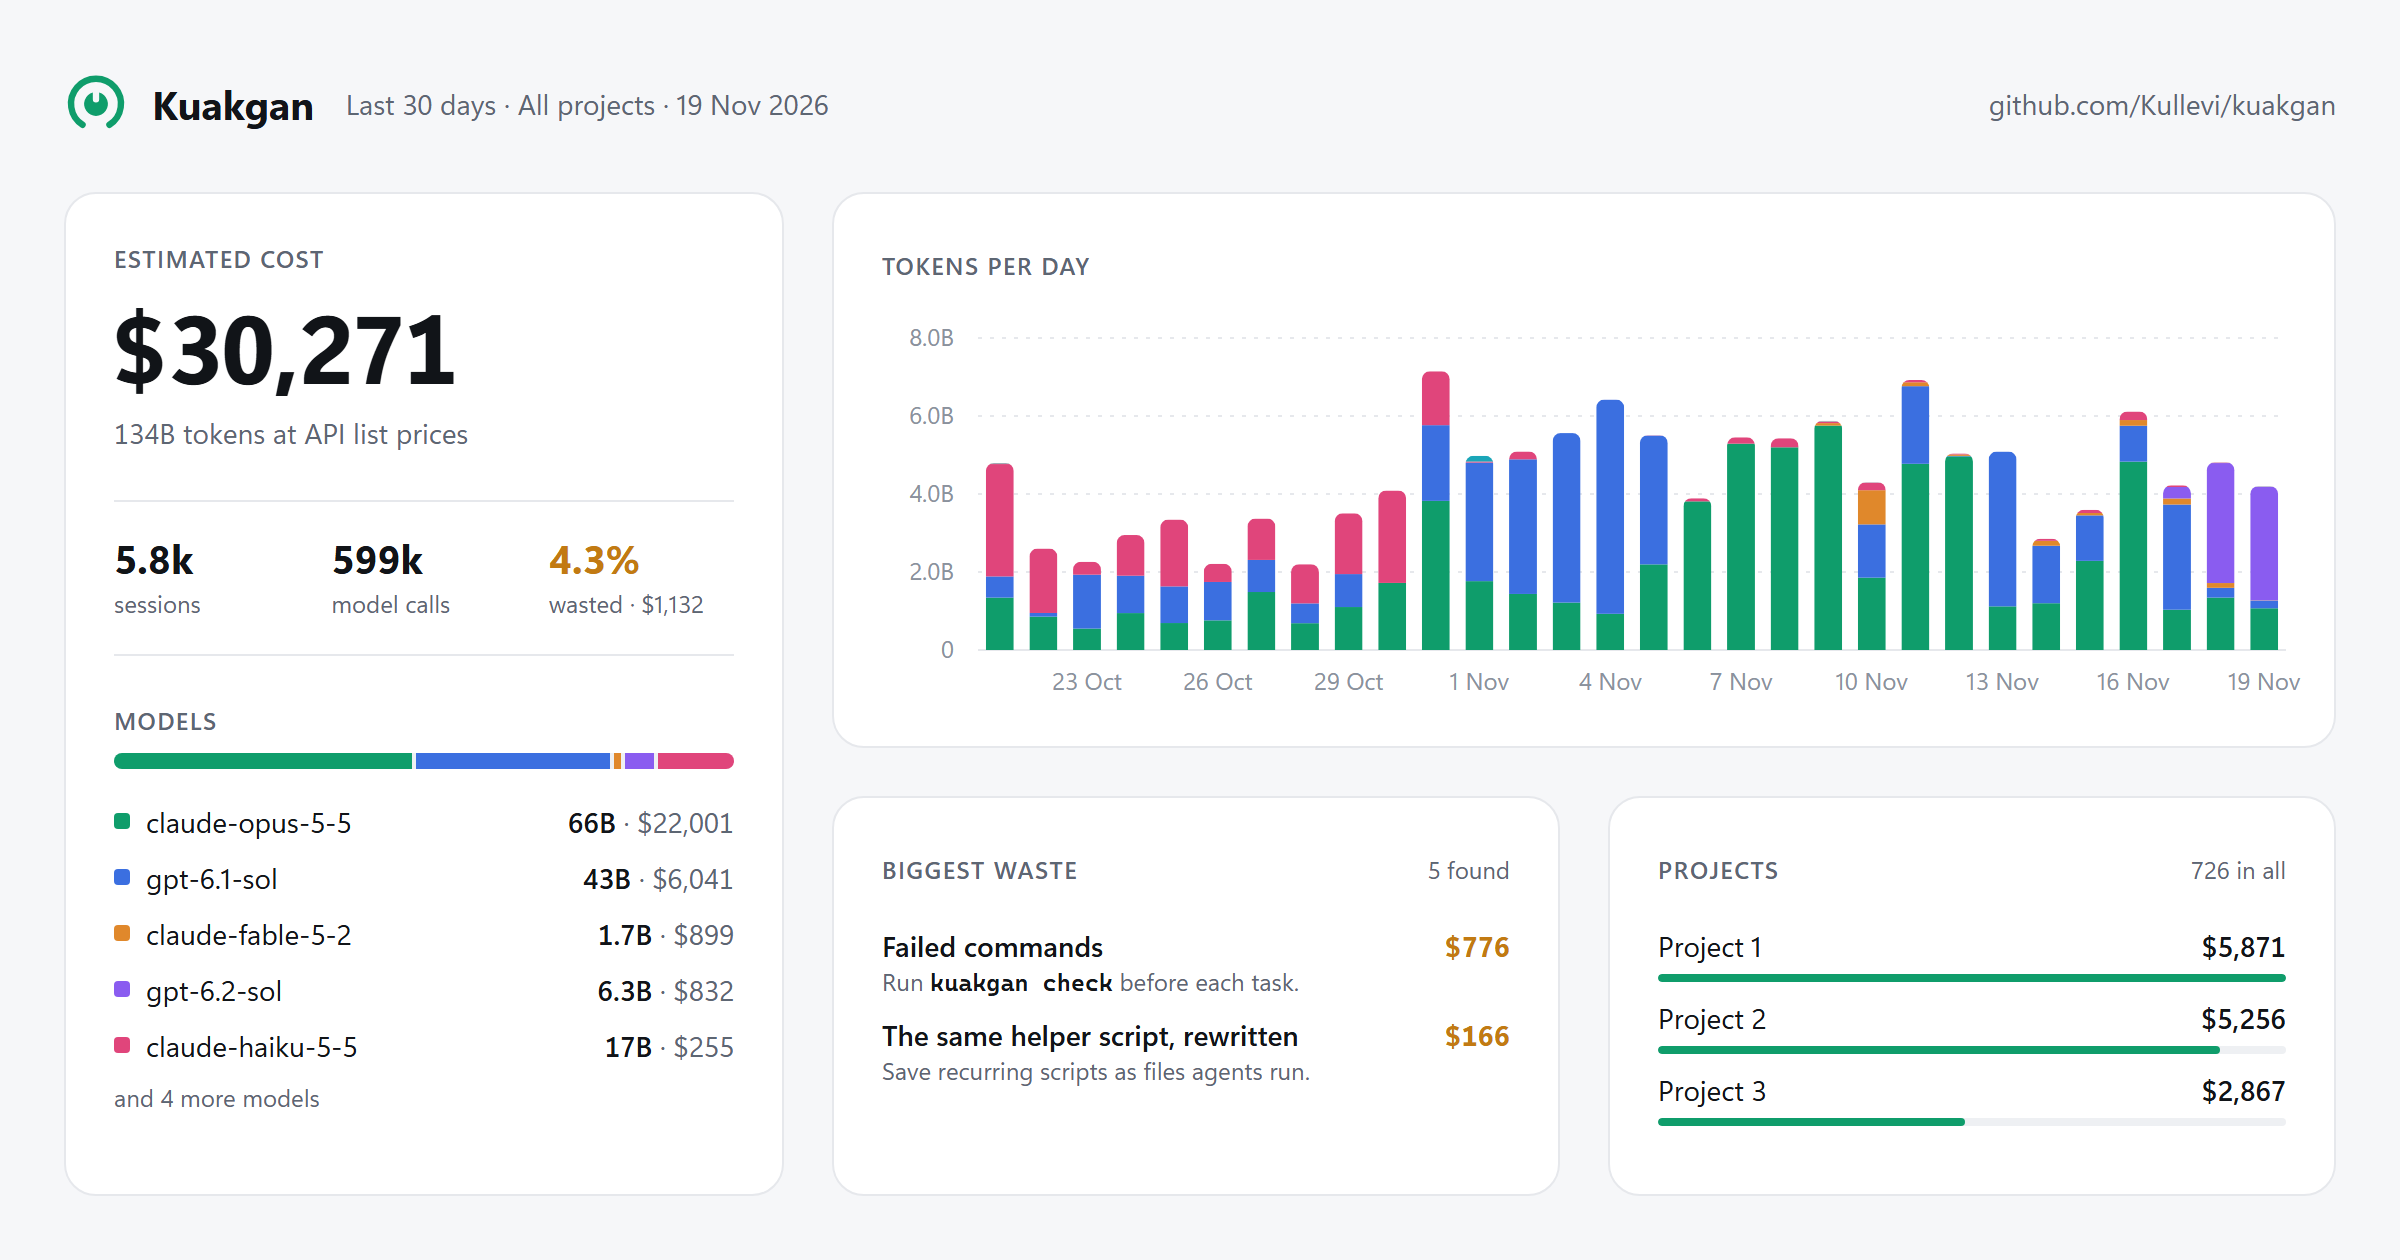 Kuakgan Last 30 days · All projects · 19 Nov 2026
github.com/Kullevi/kuakgan
ESTIMATED COST
$30,271
134B tokens at API list prices
5.8k 599k 4.3%
sessions model calls wasted · $1,132
MODELS
claude-opus-5-5 66B · $22,001
gpt-6.1-sol 43B · $6,041
claude-fable-5-2 1.7B · $899
gpt-6.2-sol 6.3B · $832
claude-haiku-5-5 17B · $255
and 4 more models
TOKENS PER DAY
8.0B
6.0B
4.0B
2.0B
0
23 Oct 26 Oct 29 Oct 1 Nov 4 Nov 7 Nov 10 Nov 13 Nov 16 Nov 19 Nov
BIGGEST WASTE 5 found
Failed commands $776
Run kuakgan check before each task.
The same helper script, rewritten $166
Save recurring scripts as files agents run.
PROJECTS 726 in all
Project 1 $5,871
Project 2 $5,256
Project 3 $2,867